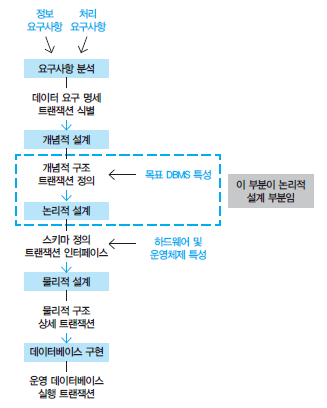 정보
요구사항
처리
요구사항
요구사항 분석
데이터 요구 명세
트랜잭션 식별
개념적 설계
개념적 구조
트랜잭션 정의
목표 DBMS 특성
이 부분이 논리적
설계 부분임
논리적 설계
스키마 정의
트랜잭션 인터페이스
하드웨어 및
운영체제 특성
물리적 설계
물리적 구조
상세 트랜잭션
데이터베이스 구현
운영 데이터베이스
실행 트랜잭션